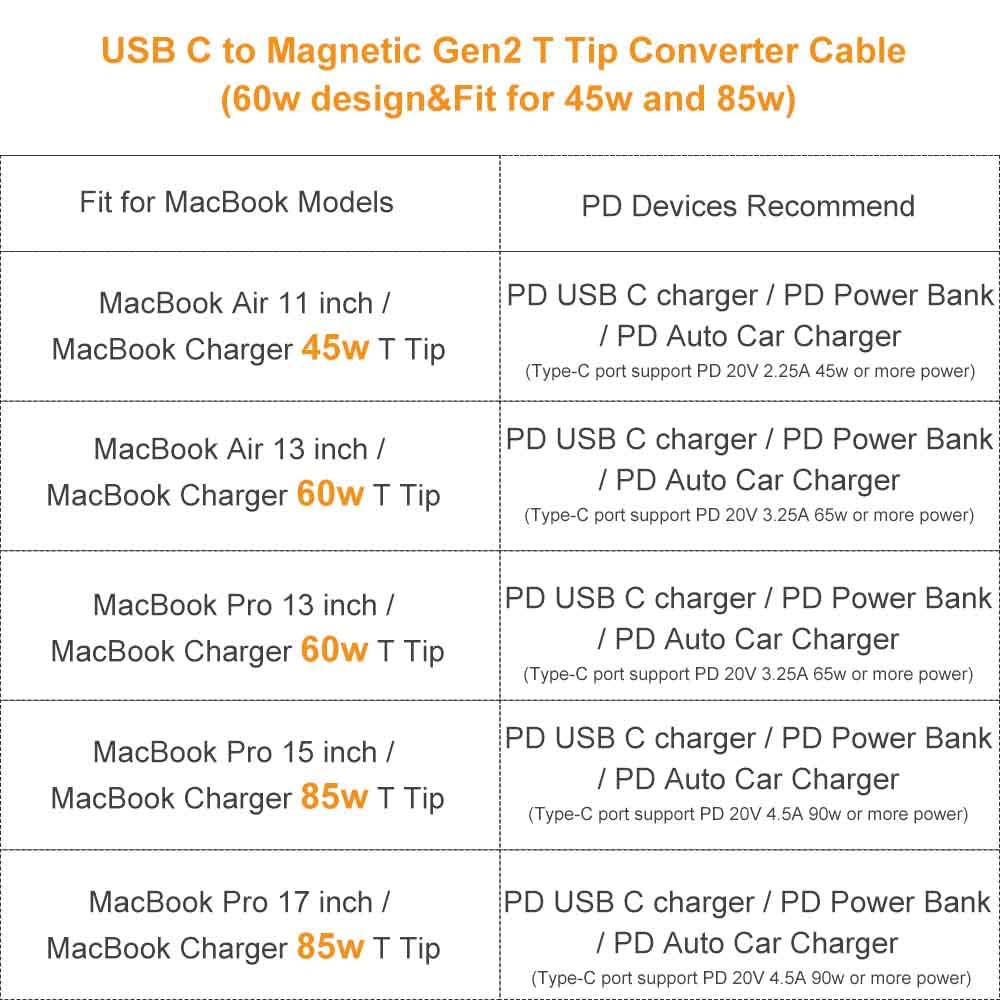 USB C to Magnetic Gen2 T Tip Converter Cable
(60w design&Fit for 45w and 85w)
Fit for MacBook Models
PD Devices Recommend
MacBook Air 11 inch /
MacBook Charger 45w T Tip
PD USB C charger / PD Power Bank
/ PD Auto Car Charger
(Type-C port support PD 20V 2.25A 45w or more power)
MacBook Air 13 inch /
MacBook Charger 60w T Tip
PD USB C charger / PD Power Bank
/ PD Auto Car Charger
(Type-C port support PD 20V 3.25A 65w or more power)
MacBook Pro 13 inch /
MacBook Charger 60w T Tip
PD USB C charger / PD Power Bank
/ PD Auto Car Charger
(Type-C port support PD 20V 3.25A 65w or more power)
MacBook Pro 15 inch /
MacBook Charger 85w T Tip
PD USB C charger / PD Power Bank
/ PD Auto Car Charger
(Type-C port support PD 20V 4.5A 90w or more power)
MacBook Pro 17 inch /
MacBook Charger 85w T Tip
PD USB C charger / PD Power Bank
/ PD Auto Car Charger
(Type-C port support PD 20V 4.5A 90w or more power)